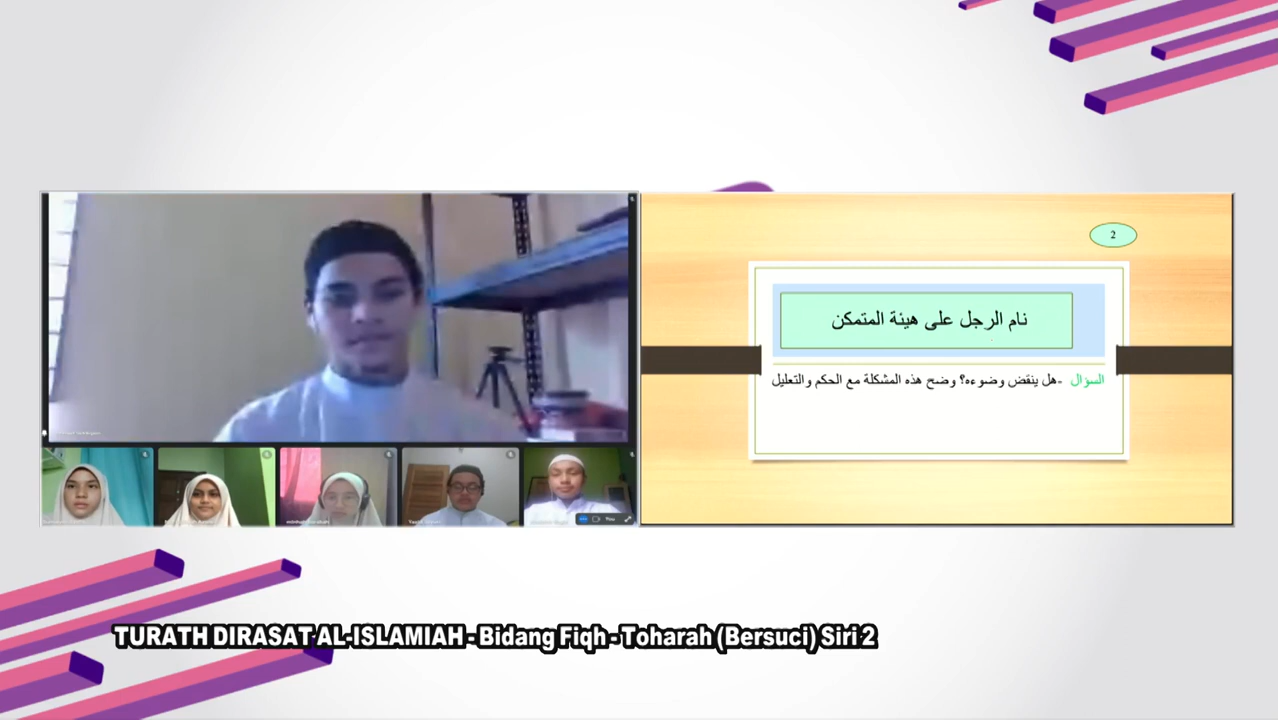 2
نام الرجل على هيئة المتمكن
السؤال -هل ينقض وضوءه؟ وضح هذه المشكلة مع الحكم والتعليل
You
TURATH DIRASAT AL-ISLAMIAH - Bidang Fiqh - Toharah (Bersuci) Siri 2